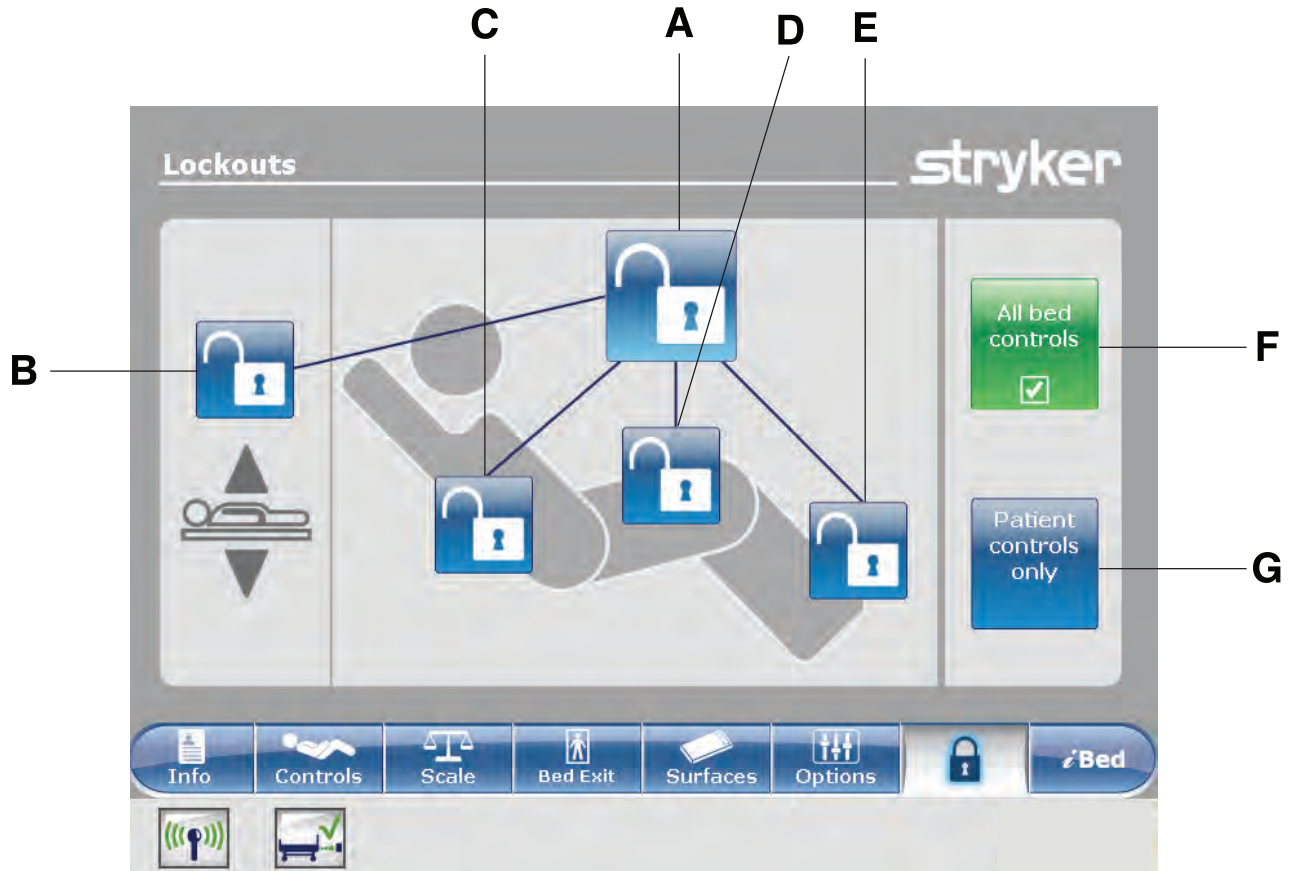 C
A
D
E
Lockouts
stryker
B
All bed
controls
F
Patient
controls
only
G
Info
Controls
Scale
Bed Exit
Surfaces
Options
iBed